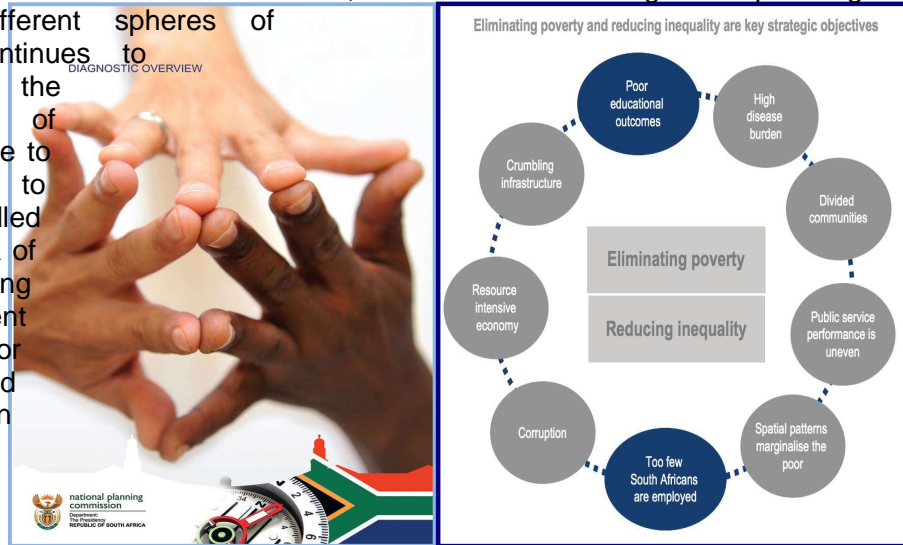 fferent spheres of
ntinues to
the
of
e to
to
lled
k of
ing
ent
or
d
n
DIAGNOSTIC OVERVIEW
national planning
commission
Department:
The Presidency
REPUBLIC OF SOUTH AFRICA
Eliminating poverty and reducing inequality are key strategic objectives
Poor
educational
outcomes
High
disease
burden
Crumbling
infrastructure
Divided
communities
Eliminating poverty
Resource
intensive
economy
Reducing inequality
Public service
performance is
uneven
Corruption
Too few
South Africans
are employed
Spatial patterns
marginalise the
poor